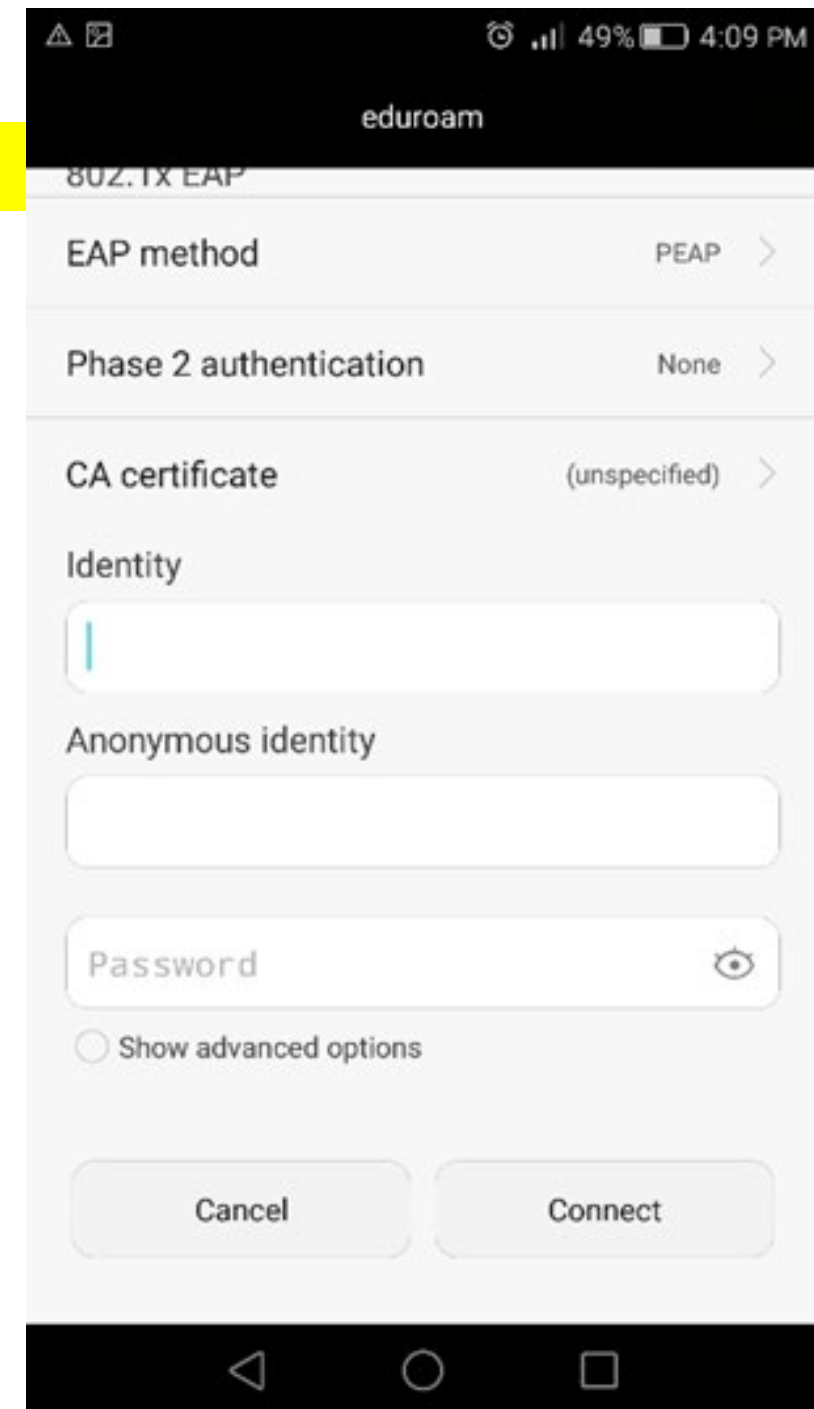 49% 4:09 PM
eduroam
802.1x EAP
EAP method PEAP
Phase 2 authentication None
CA certificate (unspecified)
Identity
Anonymous identity
Password
Show advanced options
Cancel Connect